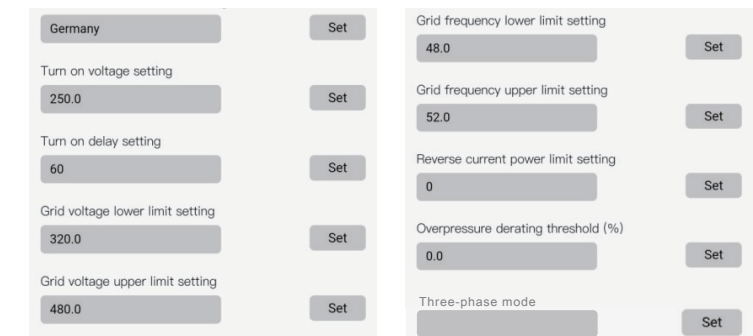 Germany
Set
Turn on voltage setting
250.0
Set
Turn on delay setting
60
Set
Grid voltage lower limit setting
320.0
Set
Grid voltage upper limit setting
480.0
Set
Grid frequency lower limit setting
48.0
Set
Grid frequency upper limit setting
52.0
Set
Reverse current power limit setting
0
Set
Overpressure derating threshold (%)
0.0
Set
Three-phase mode
Set